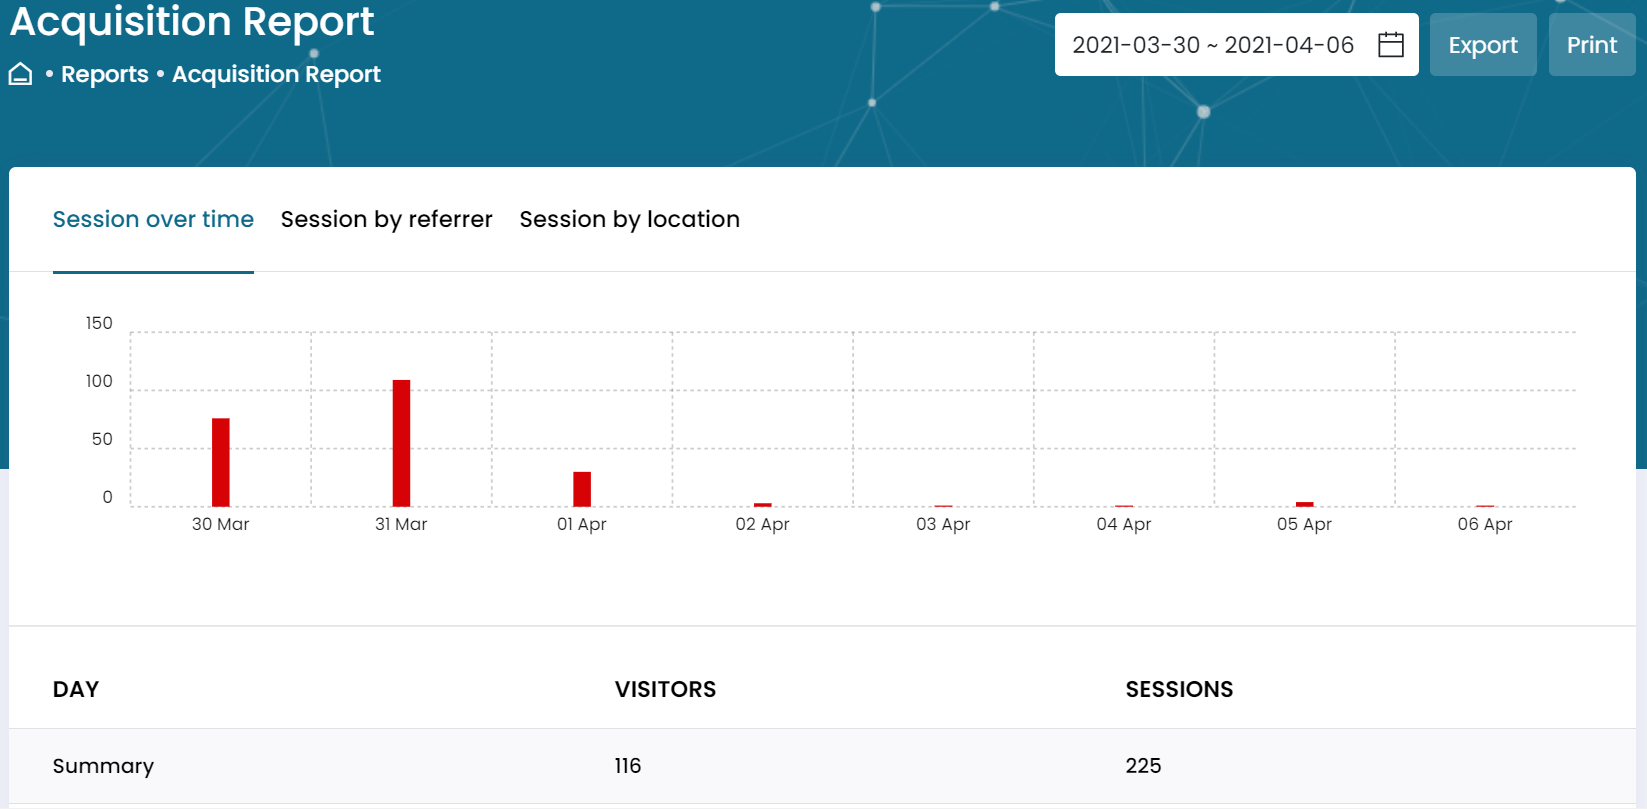 Acquisition Report
2021-03-30 ~ 2021-04-06
Export
Print
• Reports • Acquisition Report
Session over time
Session by referrer
Session by location
150
100
50
0
30 Mar
31 Mar
01 Apr
02 Apr
03 Apr
04 Apr
05 Apr
06 Apr
DAY
VISITORS
SESSIONS
Summary
116
225